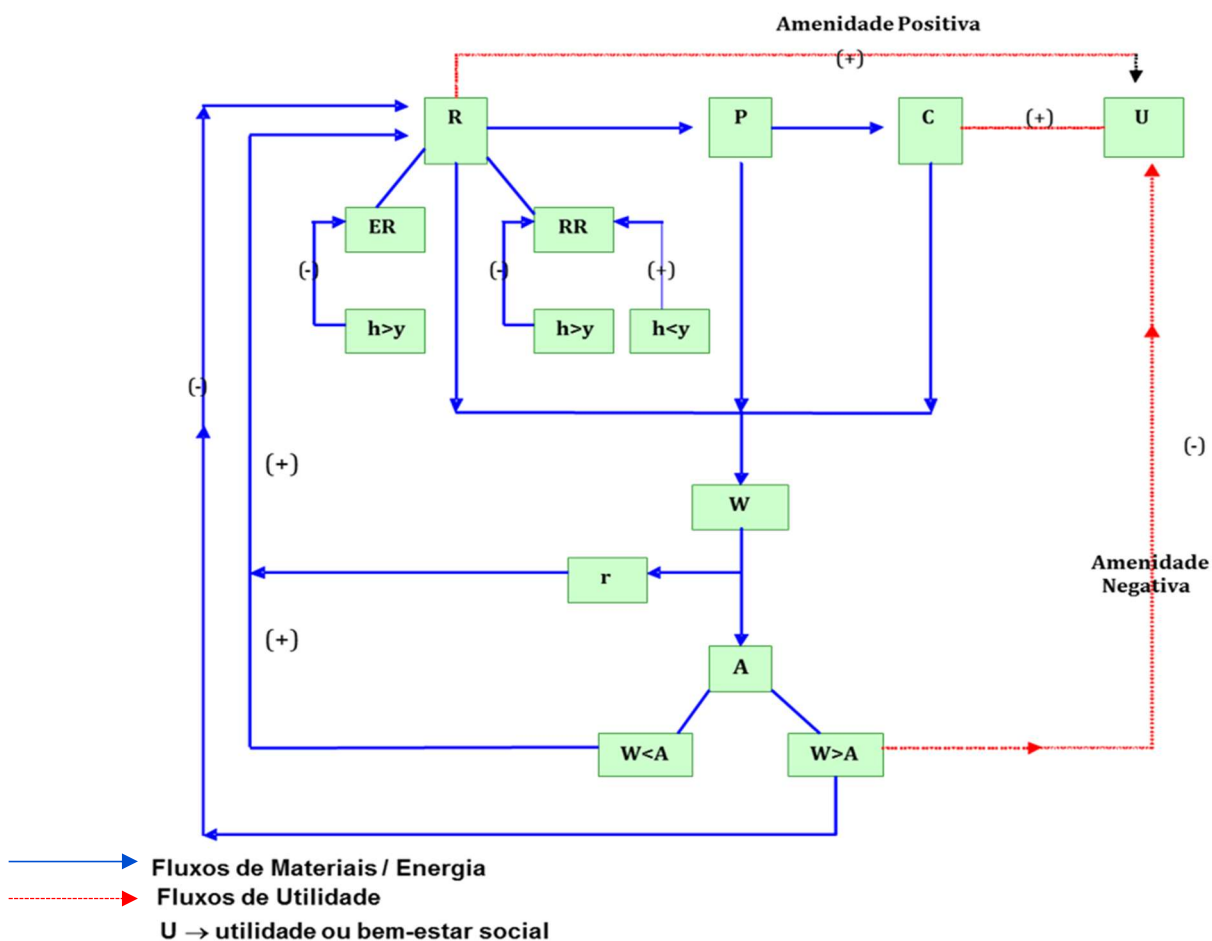 Amenidade Positiva
(+)
R
P
C
(+)
U
ER
RR
(-)
(-)
(+)
h>y
h>y
h<y
(-)
(+)
(-)
W
r
Amenidade
Negativa
(+)
A
W<A
W>A
Fluxos de Materiais / Energia
Fluxos de Utilidade
U → utilidade ou bem-estar social